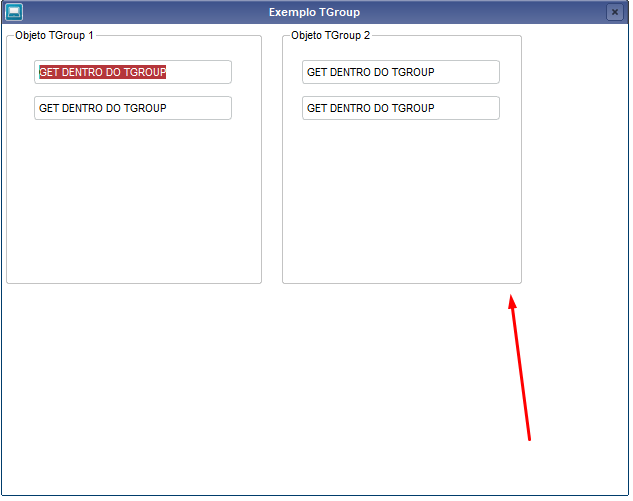 Exemplo TGroup
Objeto TGroup 1
GET DENTRO DO TGROUP
GET DENTRO DO TGROUP
Objeto TGroup 2
GET DENTRO DO TGROUP
GET DENTRO DO TGROUP